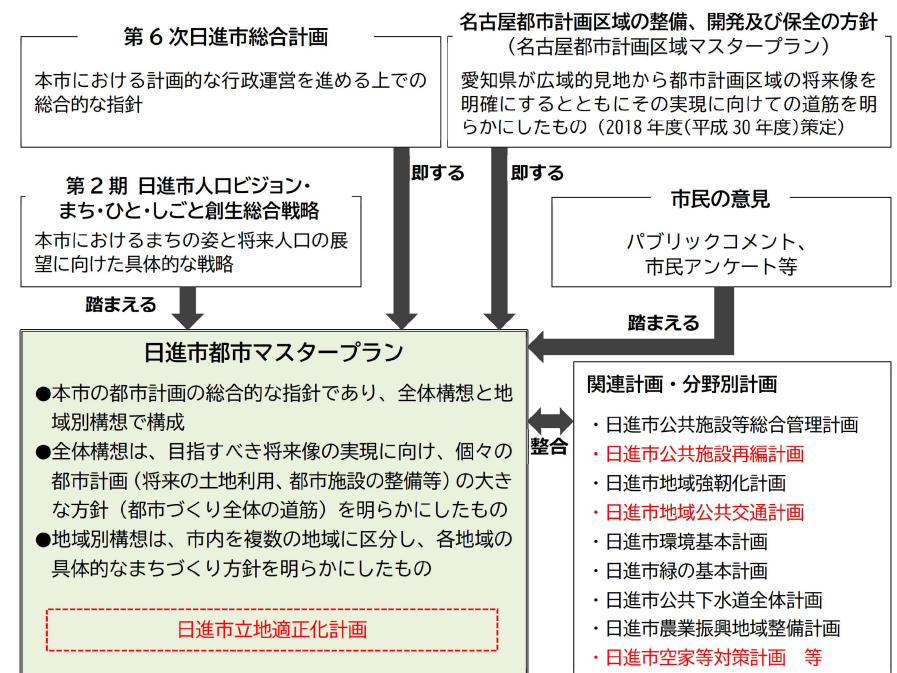 第６次日進市総合計画
本市における計画的な行政運営を進める上での
総合的な指針
名古屋都市計画区域の整備、開発及び保全の方針
（名古屋都市計画区域マスタープラン）
愛知県が広域的見地から都市計画区域の将来像を
明確にするとともにその実現に向けての道筋を明
らかにしたもの（2018 年度(平成 30 年度)策定）
即する
即する
第２期 日進市人口ビジョン・
まち・ひと・しごと創生総合戦略
本市におけるまちの姿と将来人口の展
望に向けた具体的な戦略
踏まえる
市民の意見
パブリックコメント、
市民アンケート等
踏まえる
日進市都市マスタープラン
●本市の都市計画の総合的な指針であり、全体構想と地
域別構想で構成
●全体構想は、目指すべき将来像の実現に向け、個々の
都市計画（将来の土地利用、都市施設の整備等）の大き
な方針（都市づくり全体の道筋）を明らかにしたもの
●地域別構想は、市内を複数の地域に区分し、各地域の
具体的なまちづくり方針を明らかにしたもの
日進市立地適正化計画
整合
関連計画・分野別計画
・日進市公共施設等総合管理計画
・日進市公共施設再編計画
・日進市地域強靭化計画
・日進市地域公共交通計画
・日進市環境基本計画
・日進市緑の基本計画
・日進市公共下水道全体計画
・日進市農業振興地域整備計画
・日進市空家等対策計画　等